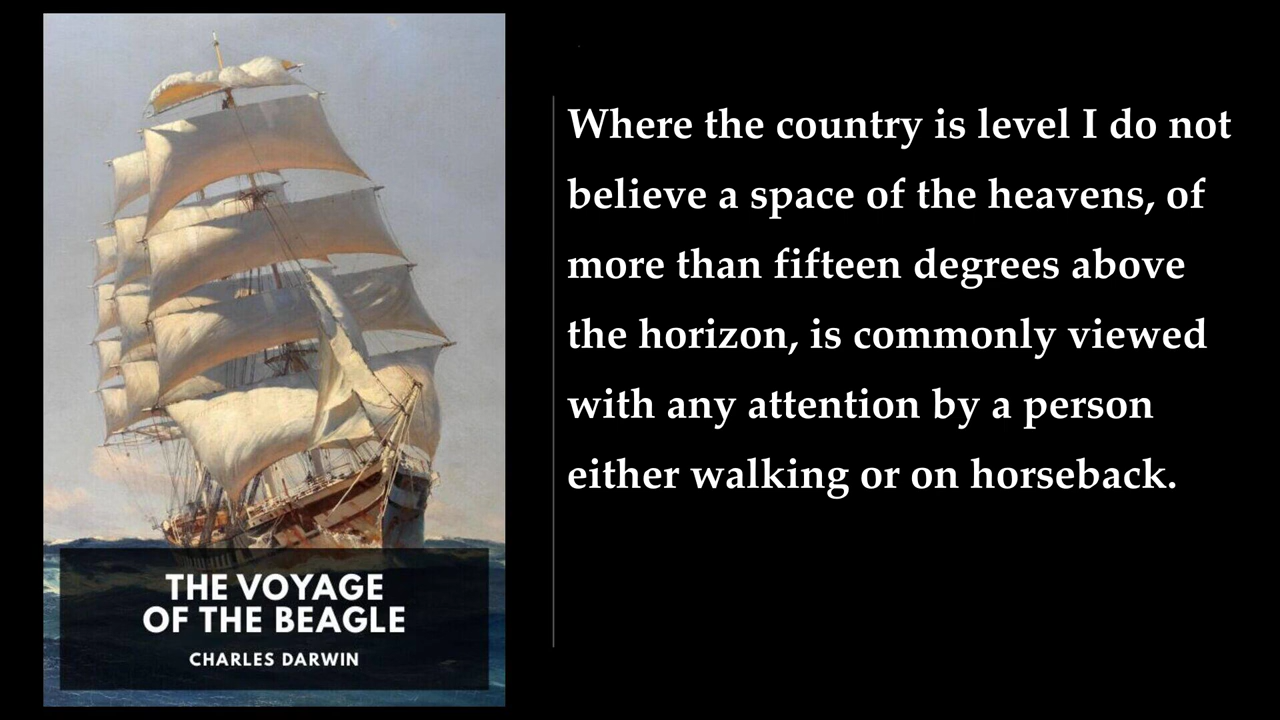 THE VOYAGE
OF THE BEAGLE
CHARLES DARWIN
Where the country is level I do not
believe a space of the heavens, of
more than fifteen degrees above
the horizon, is commonly viewed
with any attention by a person
either walking or on horseback.